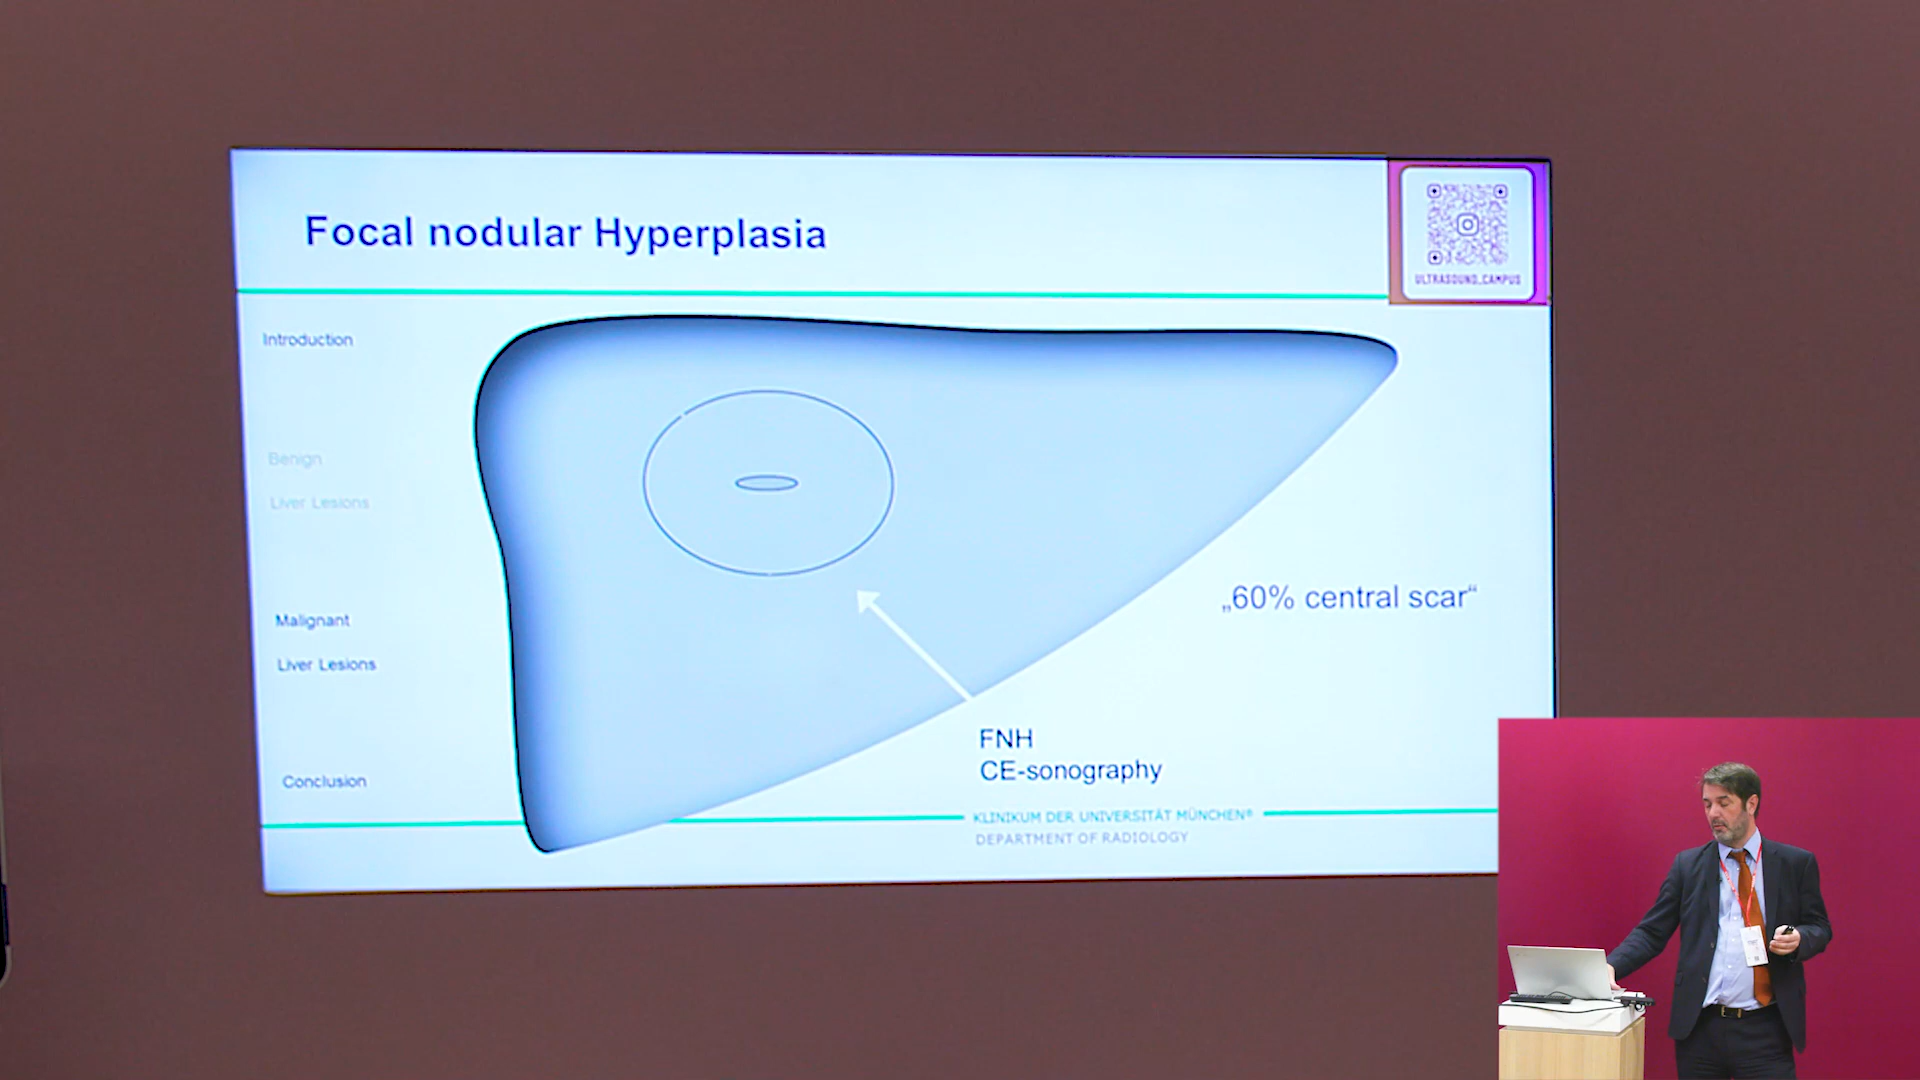 Focal nodular Hyperplasia
ULTRASOUND_CAMPUS
Introduction
Benign
Liver Lesions
Malignant
Liver Lesions
Conclusion
„60% central scar“
FNH
CE-sonography
KLINIKUM DER UNIVERSITÄT MÜNCHEN®
DEPARTMENT OF RADIOLOGY